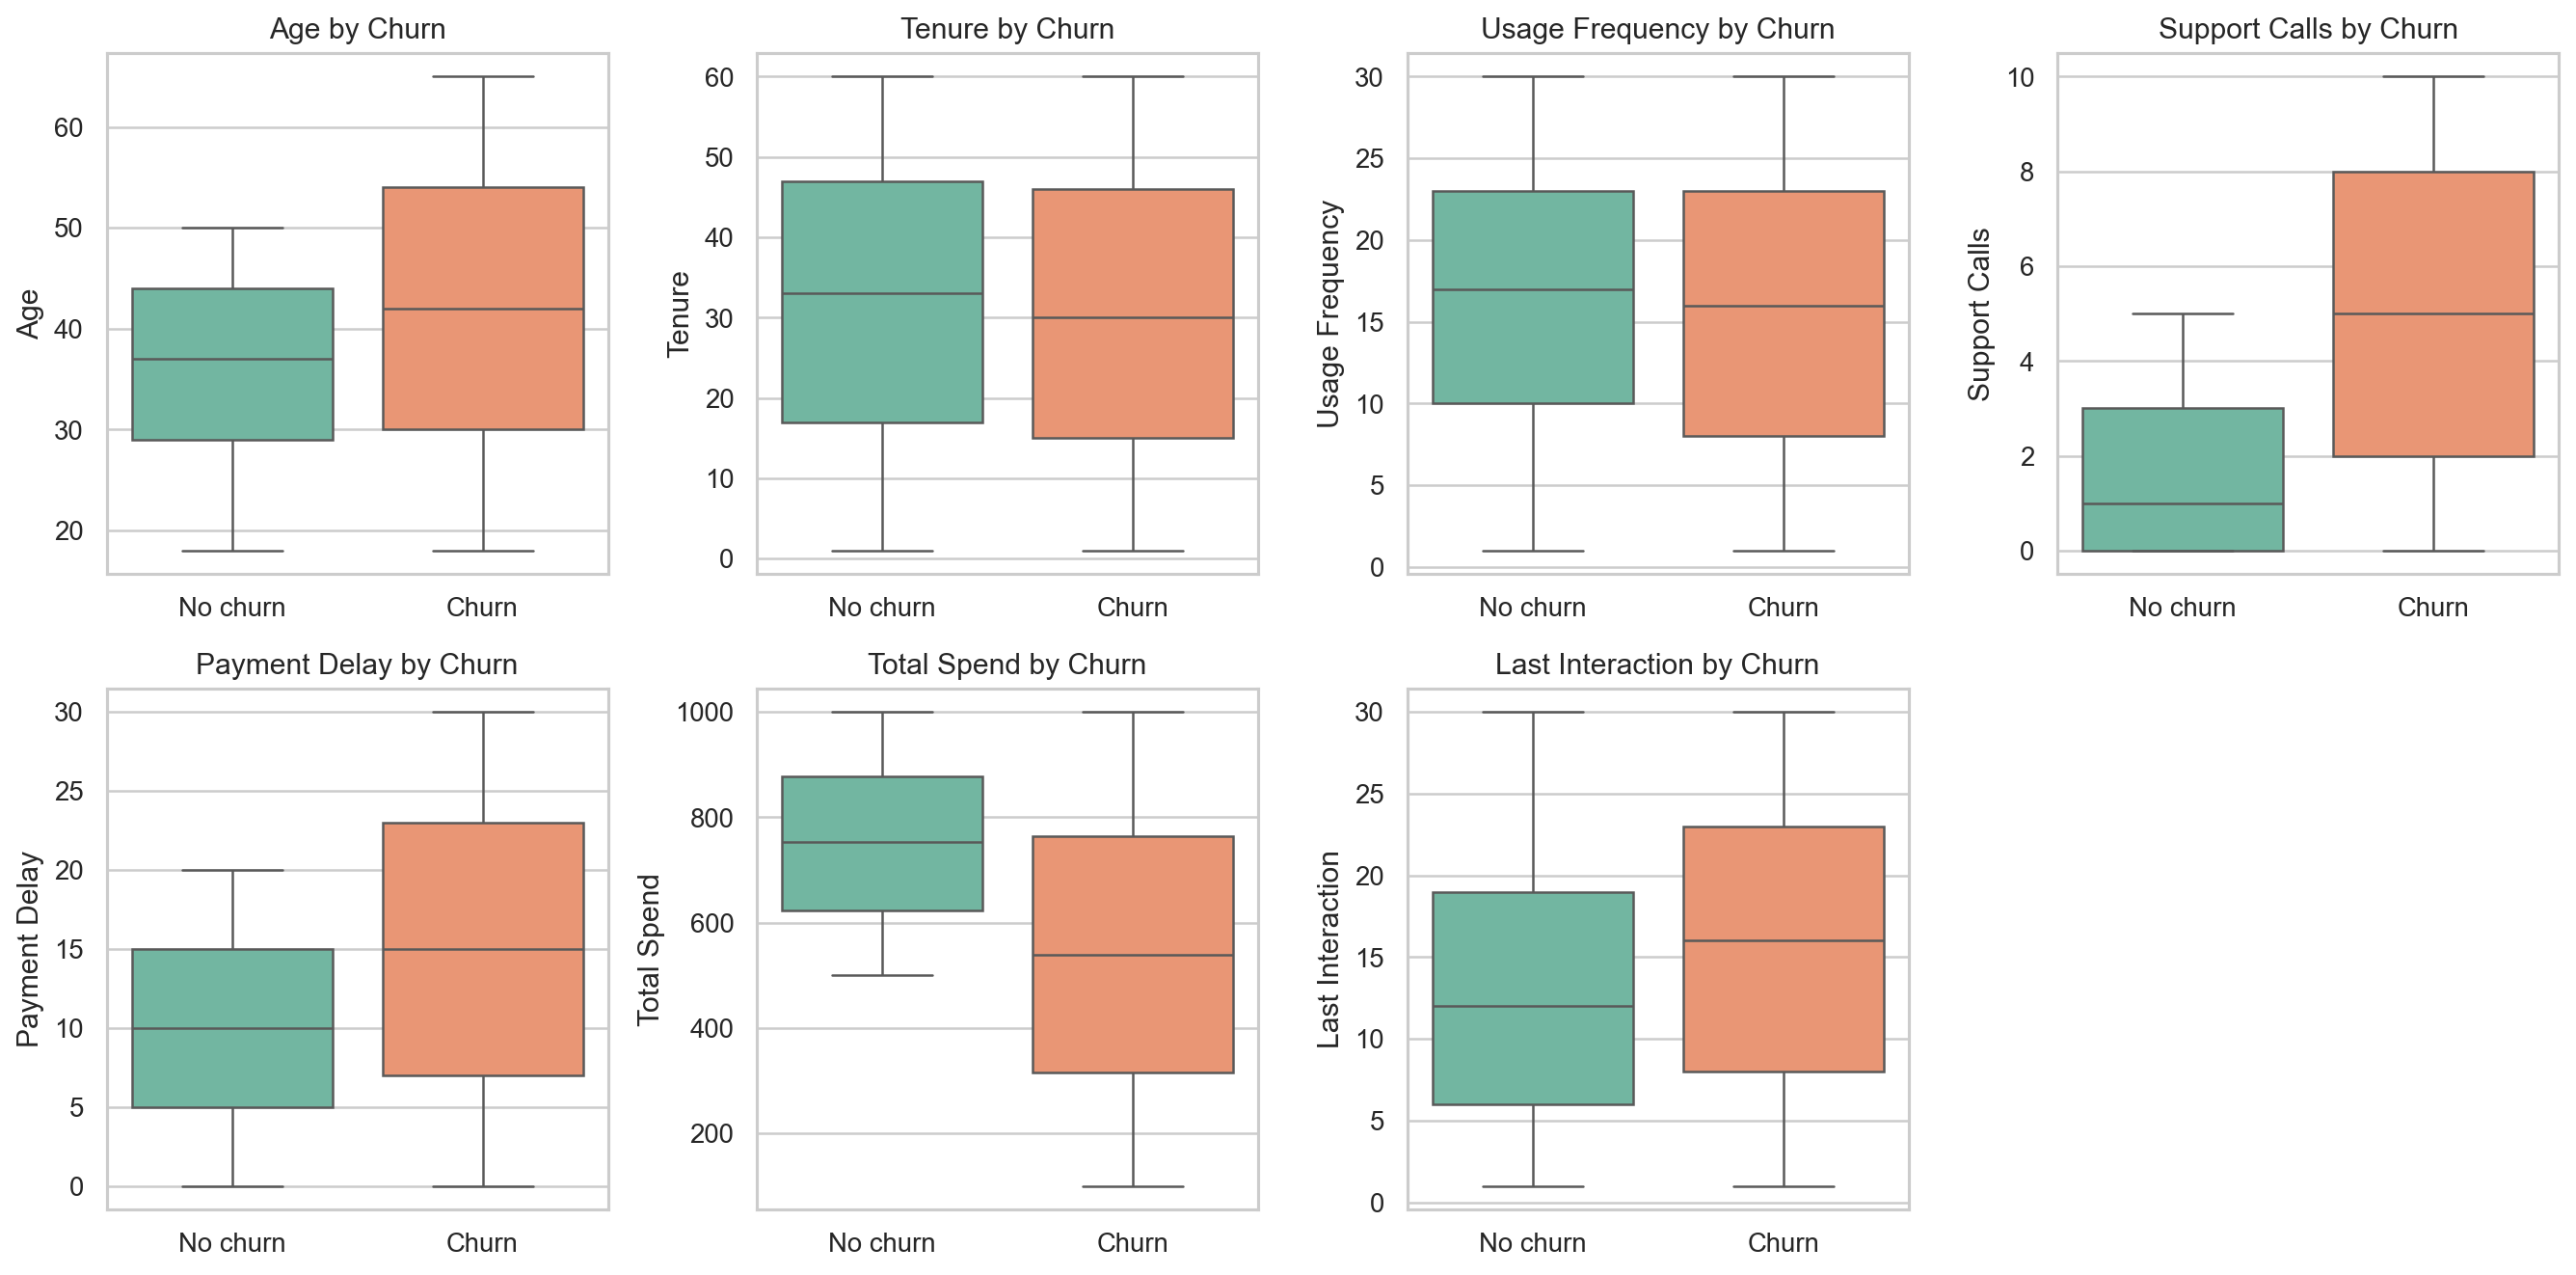 Age by Churn
Age
60
50
40
30
20
No churn
Churn
Tenure by Churn
Tenure
60
50
40
30
20
10
0
No churn
Churn
Usage Frequency by Churn
Usage Frequency
30
25
20
15
10
5
0
No churn
Churn
Support Calls by Churn
Support Calls
10
8
6
4
2
0
No churn
Churn
Payment Delay by Churn
Payment Delay
30
25
20
15
10
5
0
No churn
Churn
Total Spend by Churn
Total Spend
1000
800
600
400
200
No churn
Churn
Last Interaction by Churn
Last Interaction
30
25
20
15
10
5
0
No churn
Churn